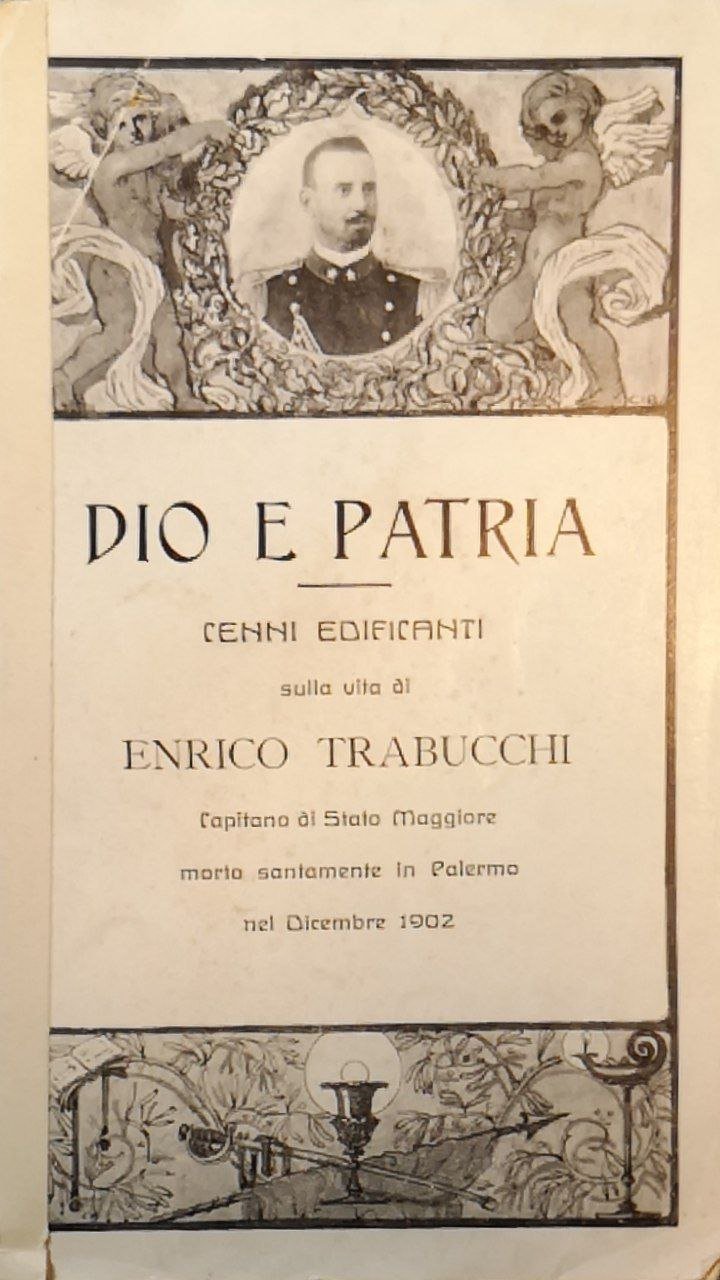 C·B·
DIO E PATRIA
CENNI EDIFICANTI
sulla vita di
ENRICO TRABUCCHI
Capitano di Stato Maggiore
morto santamente in Palermo
nel Dicembre 1902